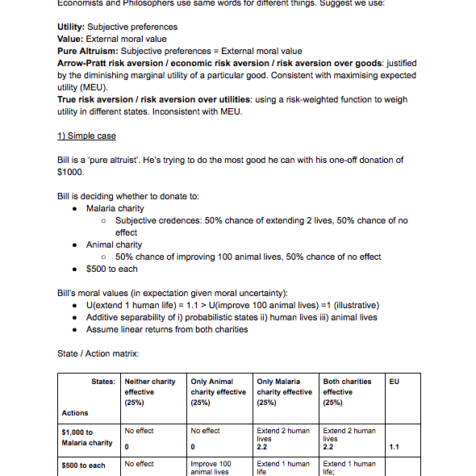 Economists and Philosophers use same words for different things. Suggest we use:
Utility: Subjective preferences
Value: External moral value
Pure Altruism: Subjective preferences = External moral value
Arrow-Pratt risk aversion / economic risk aversion / risk aversion over goods: justified
by the diminishing marginal utility of a particular good. Consistent with maximising expected
utility (MEU).
True risk aversion / risk aversion over utilities: using a risk-weighted function to weigh
utility in different states. Inconsistent with MEU.
1) Simple case
Bill is a 'pure altruist'. He's trying to do the most good he can with his one-off donation of
$1000.
Bill is deciding whether to donate to:
● Malaria charity
○ Subjective credences: 50% chance of extending 2 lives, 50% chance of no
effect
● Animal charity
○ 50% chance of improving 100 animal lives, 50% chance of no effect
● $500 to each
Bill's moral values (in expectation given moral uncertainty):
● U(extend 1 human life) = 1.1 > U(improve 100 animal lives) =1 (illustrative)
● Additive separability of i) probabilistic states ii) human lives iii) animal lives
● Assume linear returns from both charities
State / Action matrix:
States: Neither charity Only Animal Only Malaria Both charities EU
effective charity effective charity effective effective
(25%) (25%) (25%) (25%)
Actions
$1,000 to No effect No effect Extend 2 human Extend 2 human
Malaria charity lives lives
0 0 2.2 2.2 1.1
$500 to each No effect Improve 100 Extend 1 human Extend 1 human
animal lives life life;